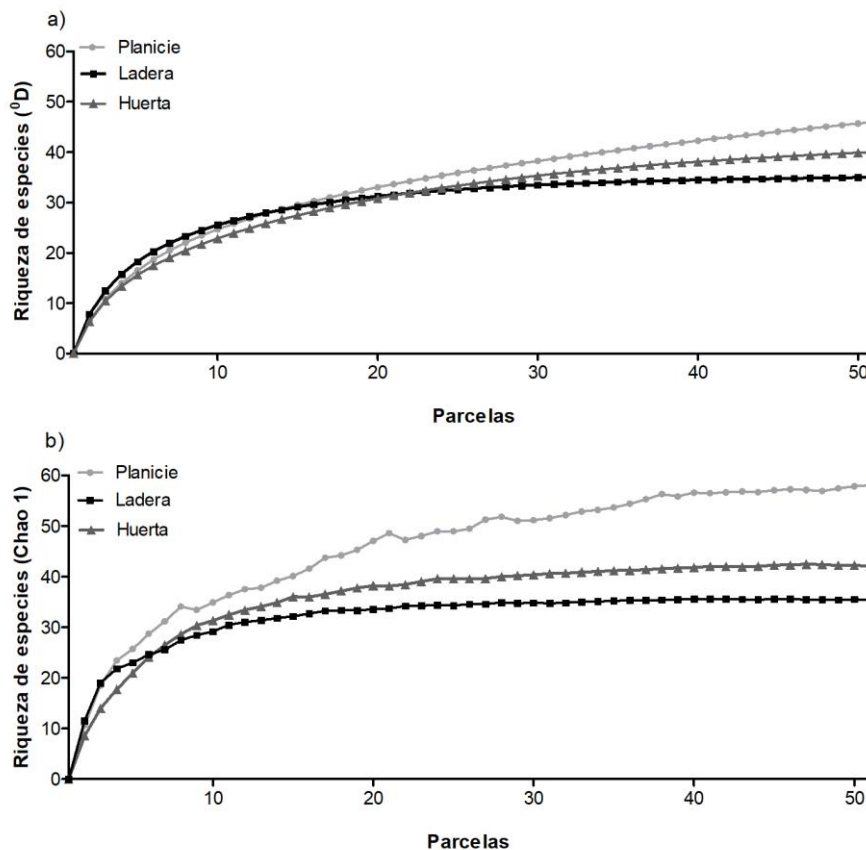 a)
60
50
40
30
20
10
0
Riqueza de especies (⁰D)
Planicie
Ladera
Huerta
10 20 30 40 50
Parcelas
b)
60
50
40
30
20
10
0
Riqueza de especies (Chao 1)
Planicie
Ladera
Huerta
10 20 30 40 50
Parcelas